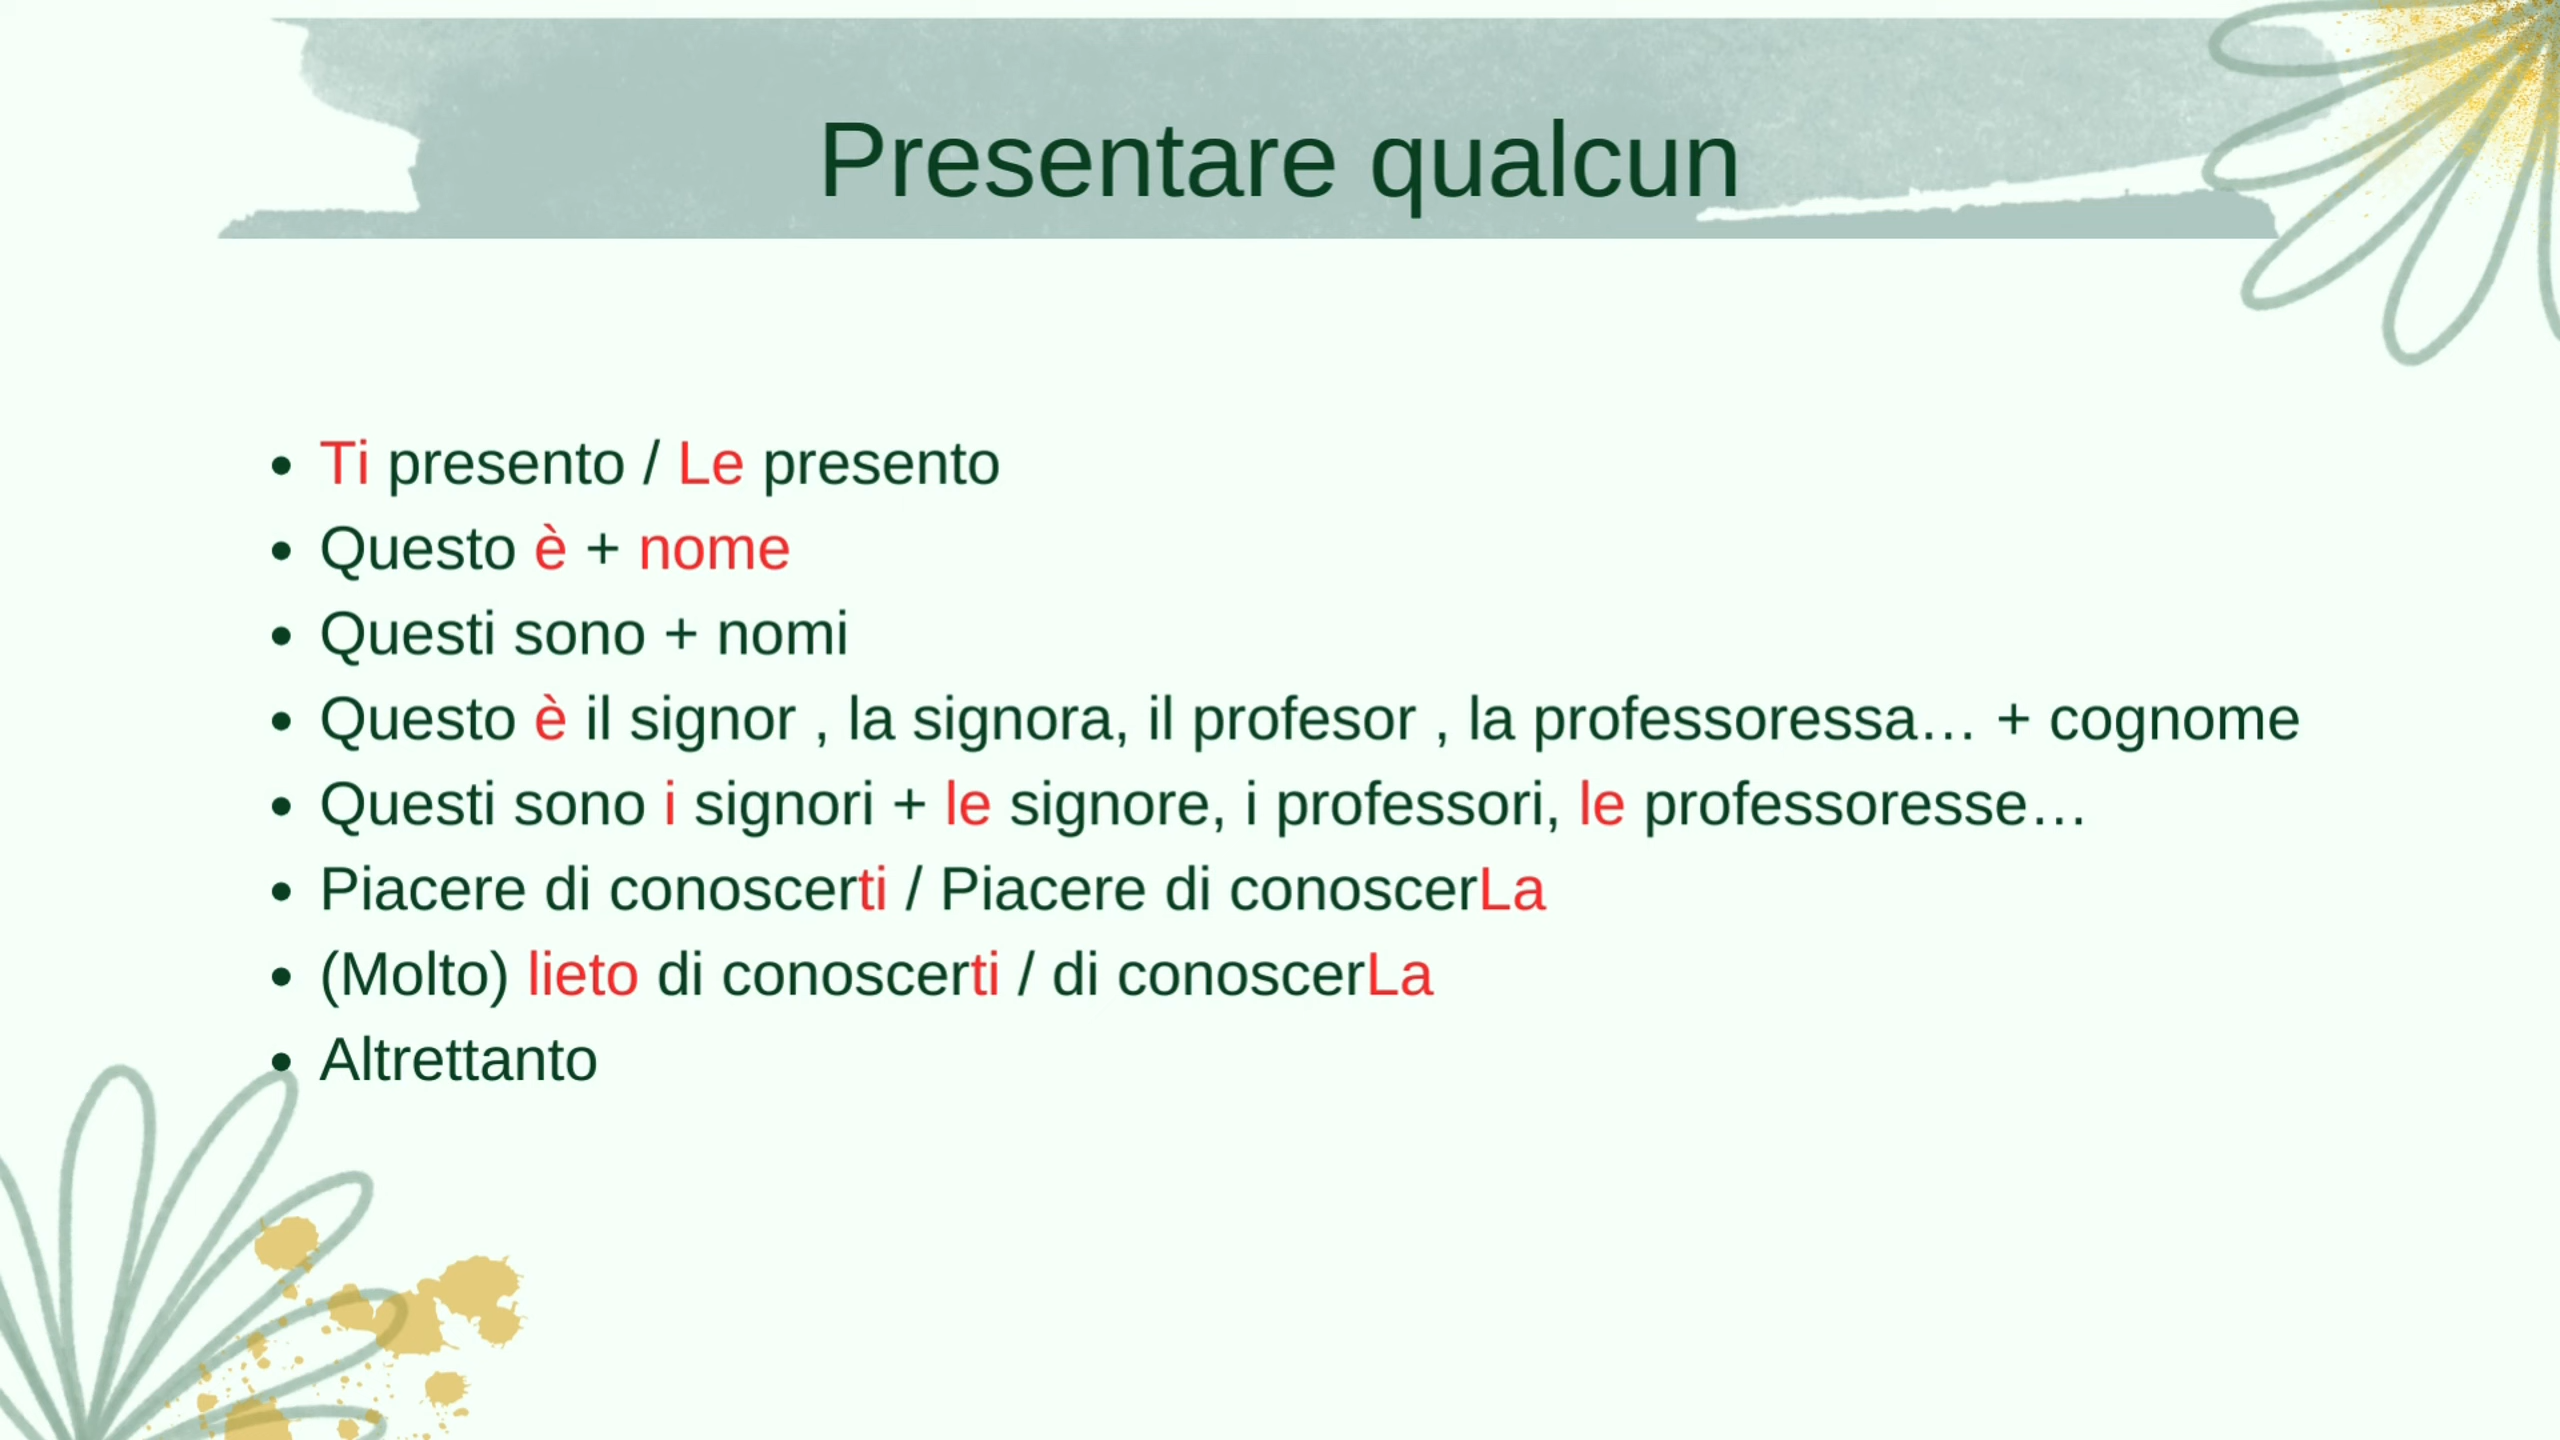 Presentare qualcun
• Ti presento / Le presento
• Questo è + nome
• Questi sono + nomi
• Questo è il signor , la signora, il profesor , la professoressa… + cognome
• Questi sono i signori + le signore, i professori, le professoresse…
• Piacere di conoscerti / Piacere di conoscerLa
• (Molto) lieto di conoscerti / di conoscerLa
• Altrettanto